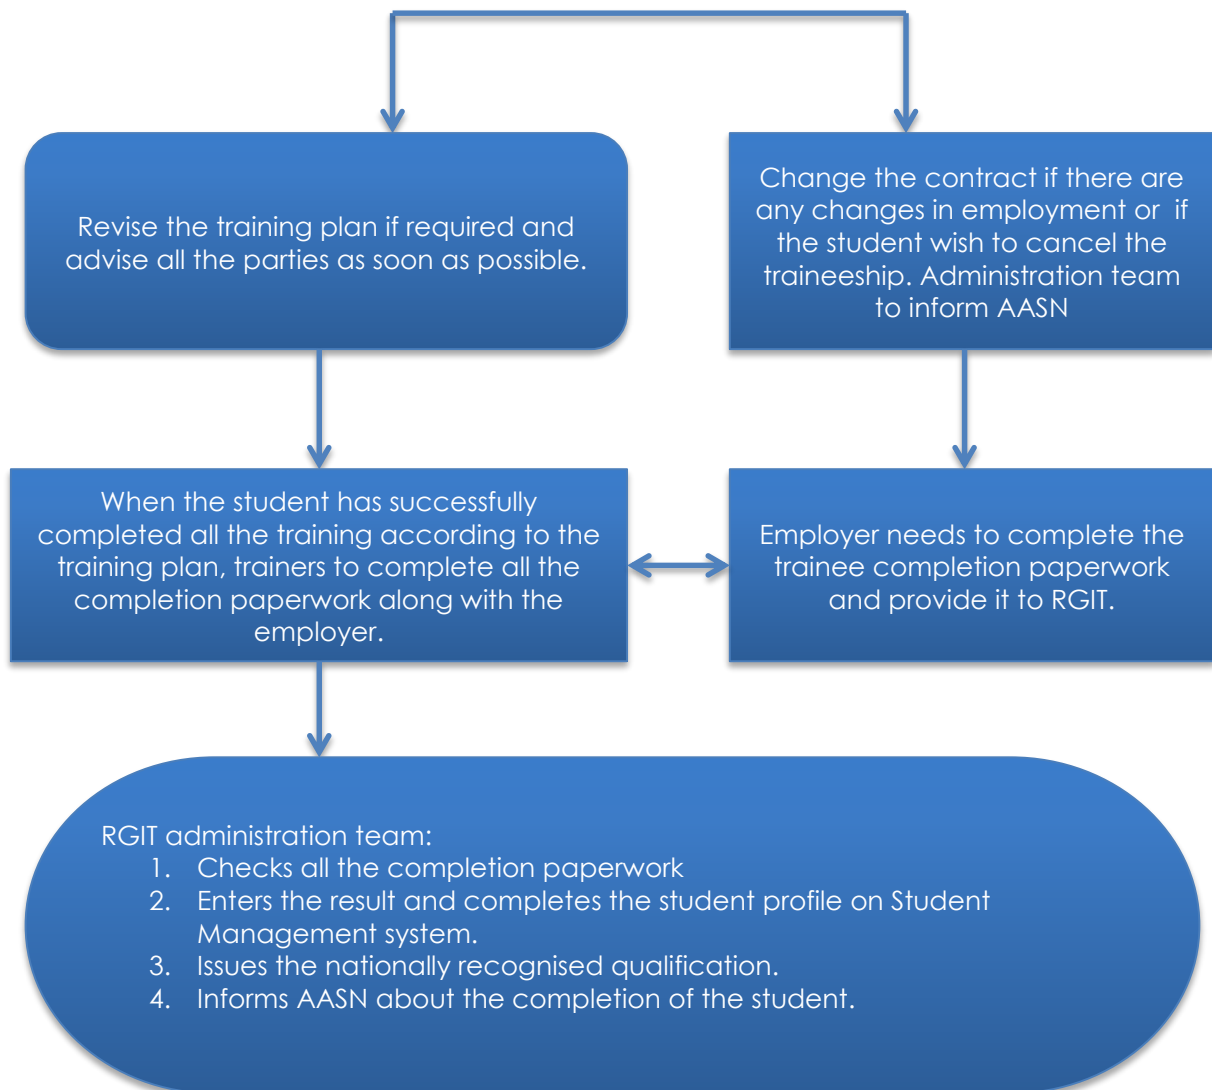 Revise the training plan if required and
advise all the parties as soon as possible.
Change the contract if there are
any changes in employment or  if
the student wish to cancel the
traineeship. Administration team
to inform AASN
When the student has successfully
completed all the training according to the
training plan, trainers to complete all the
completion paperwork along with the
employer.
Employer needs to complete the
trainee completion paperwork
and provide it to RGIT.
RGIT administration team:
1. Checks all the completion paperwork
2. Enters the result and completes the student profile on Student
Management system.
3. Issues the nationally recognised qualification.
4. Informs AASN about the completion of the student.